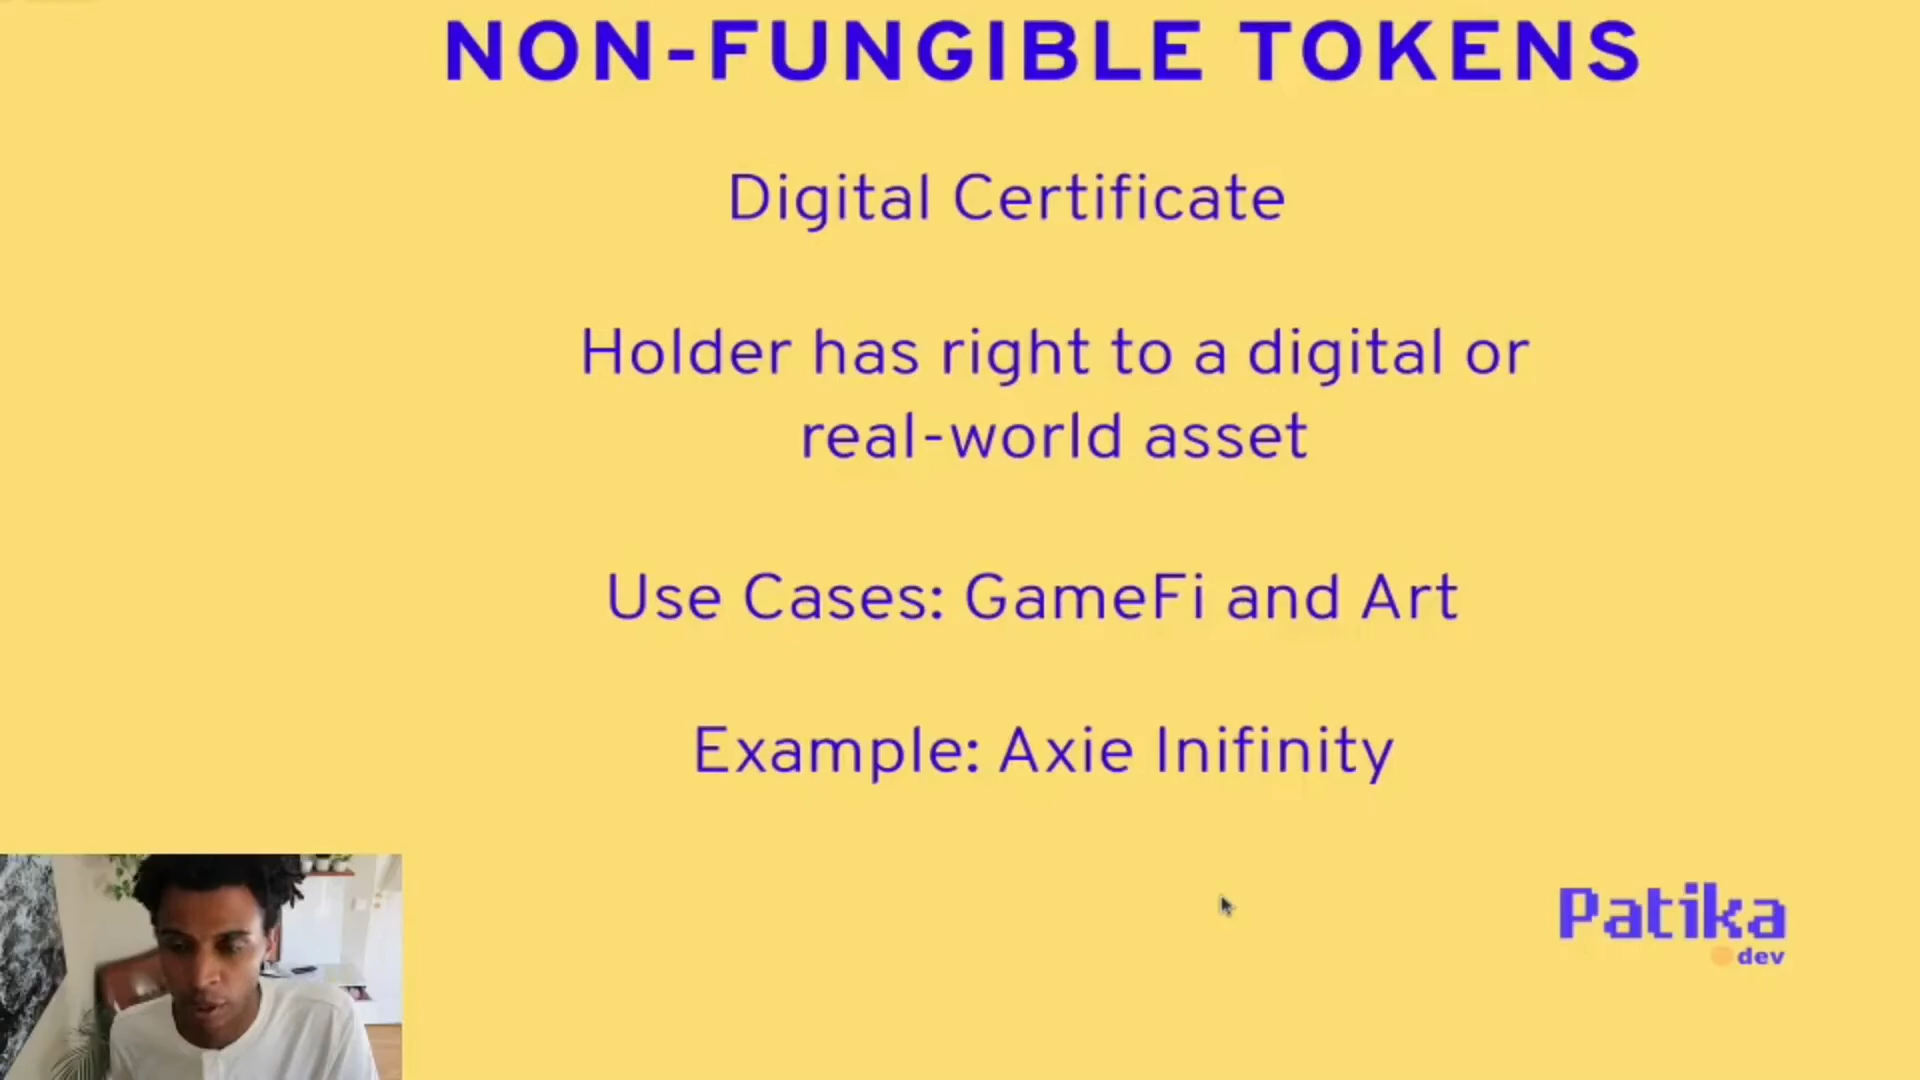 NON-FUNGIBLE TOKENS
Digital Certificate
Holder has right to a digital or
real-world asset
Use Cases: GameFi and Art
Example: Axie Inifinity
Patika
dev